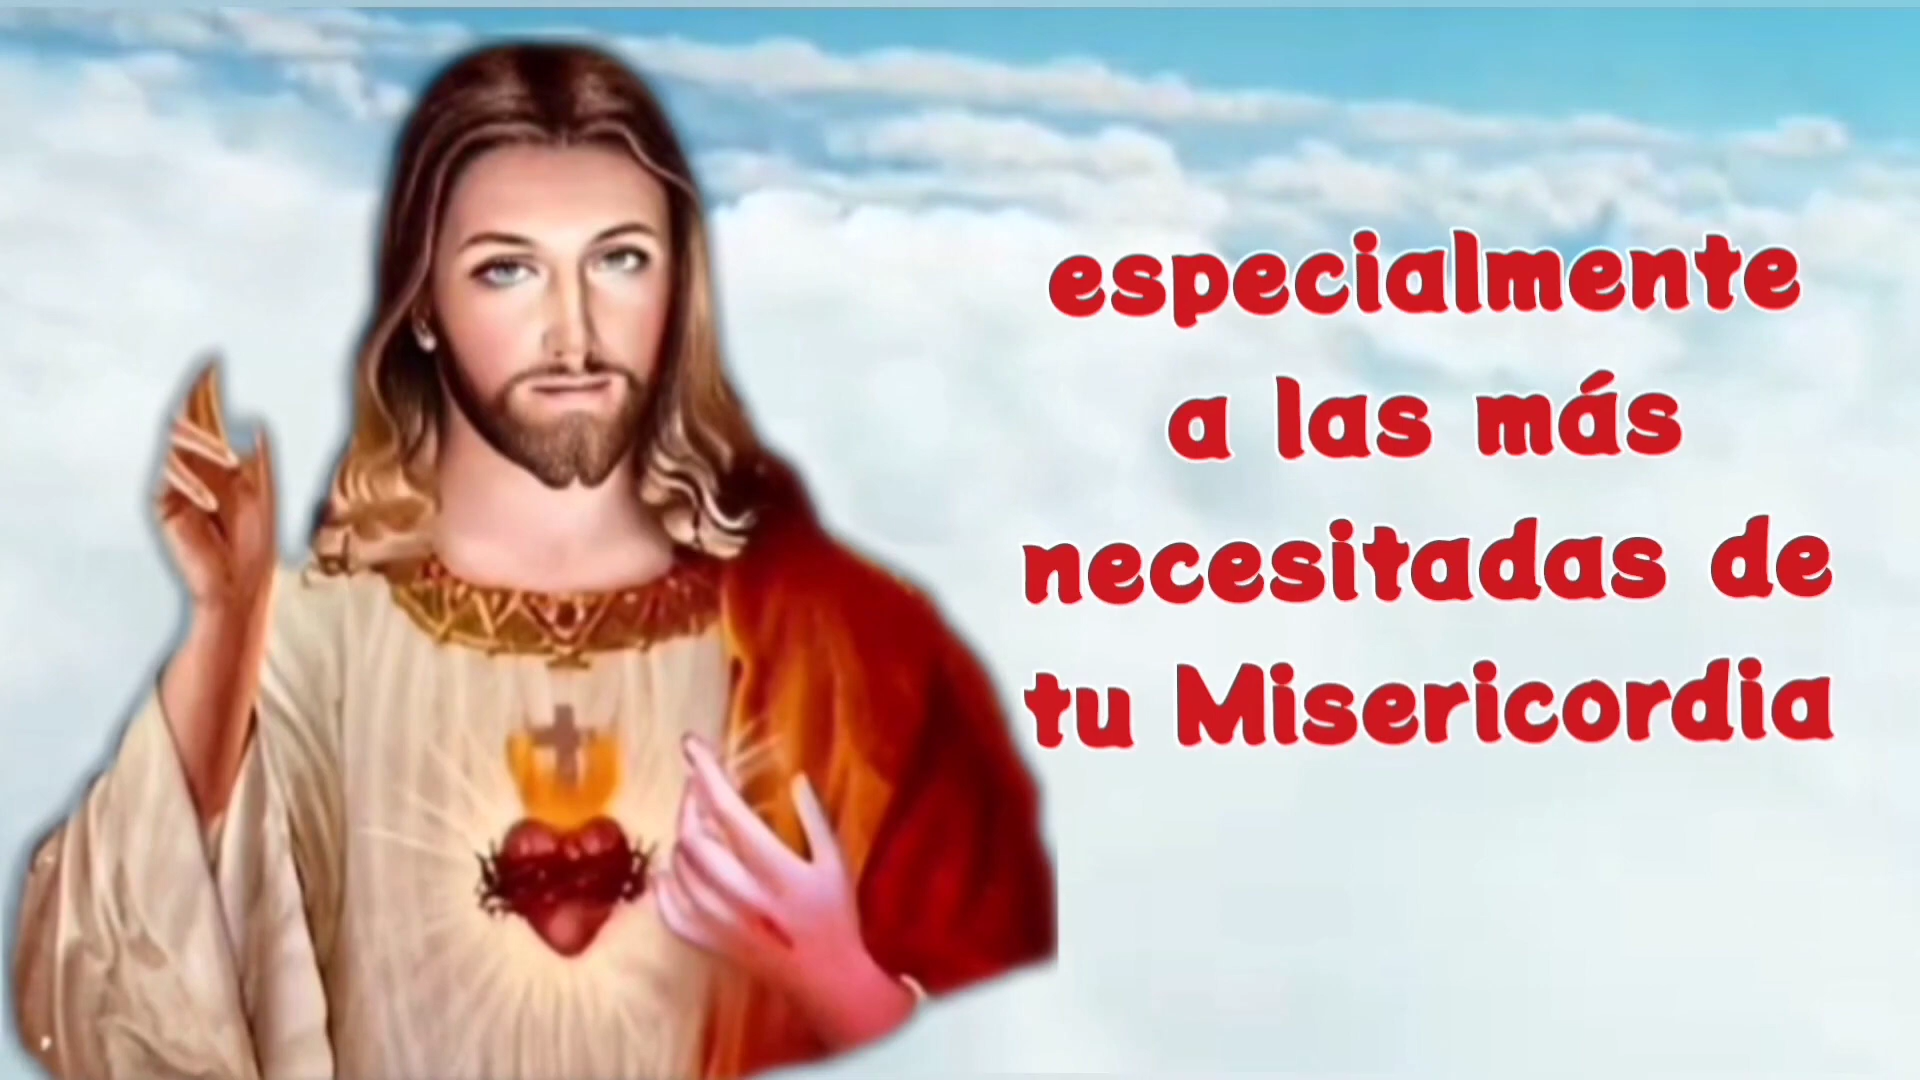 especialmente
a las más
necesitadas de
tu Misericordia